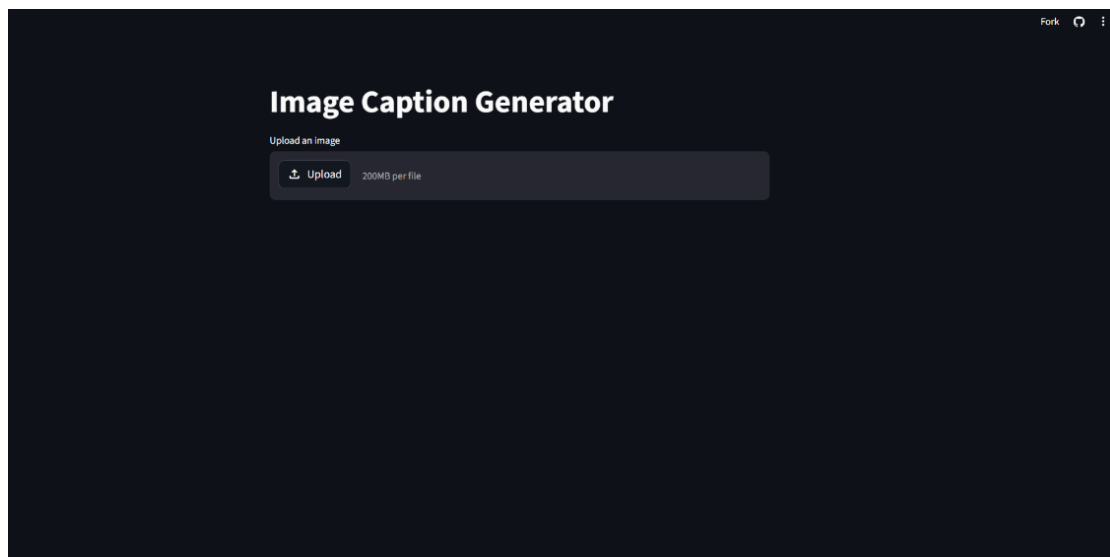 Fork
Image Caption Generator
Upload an image
Upload 200MB per file